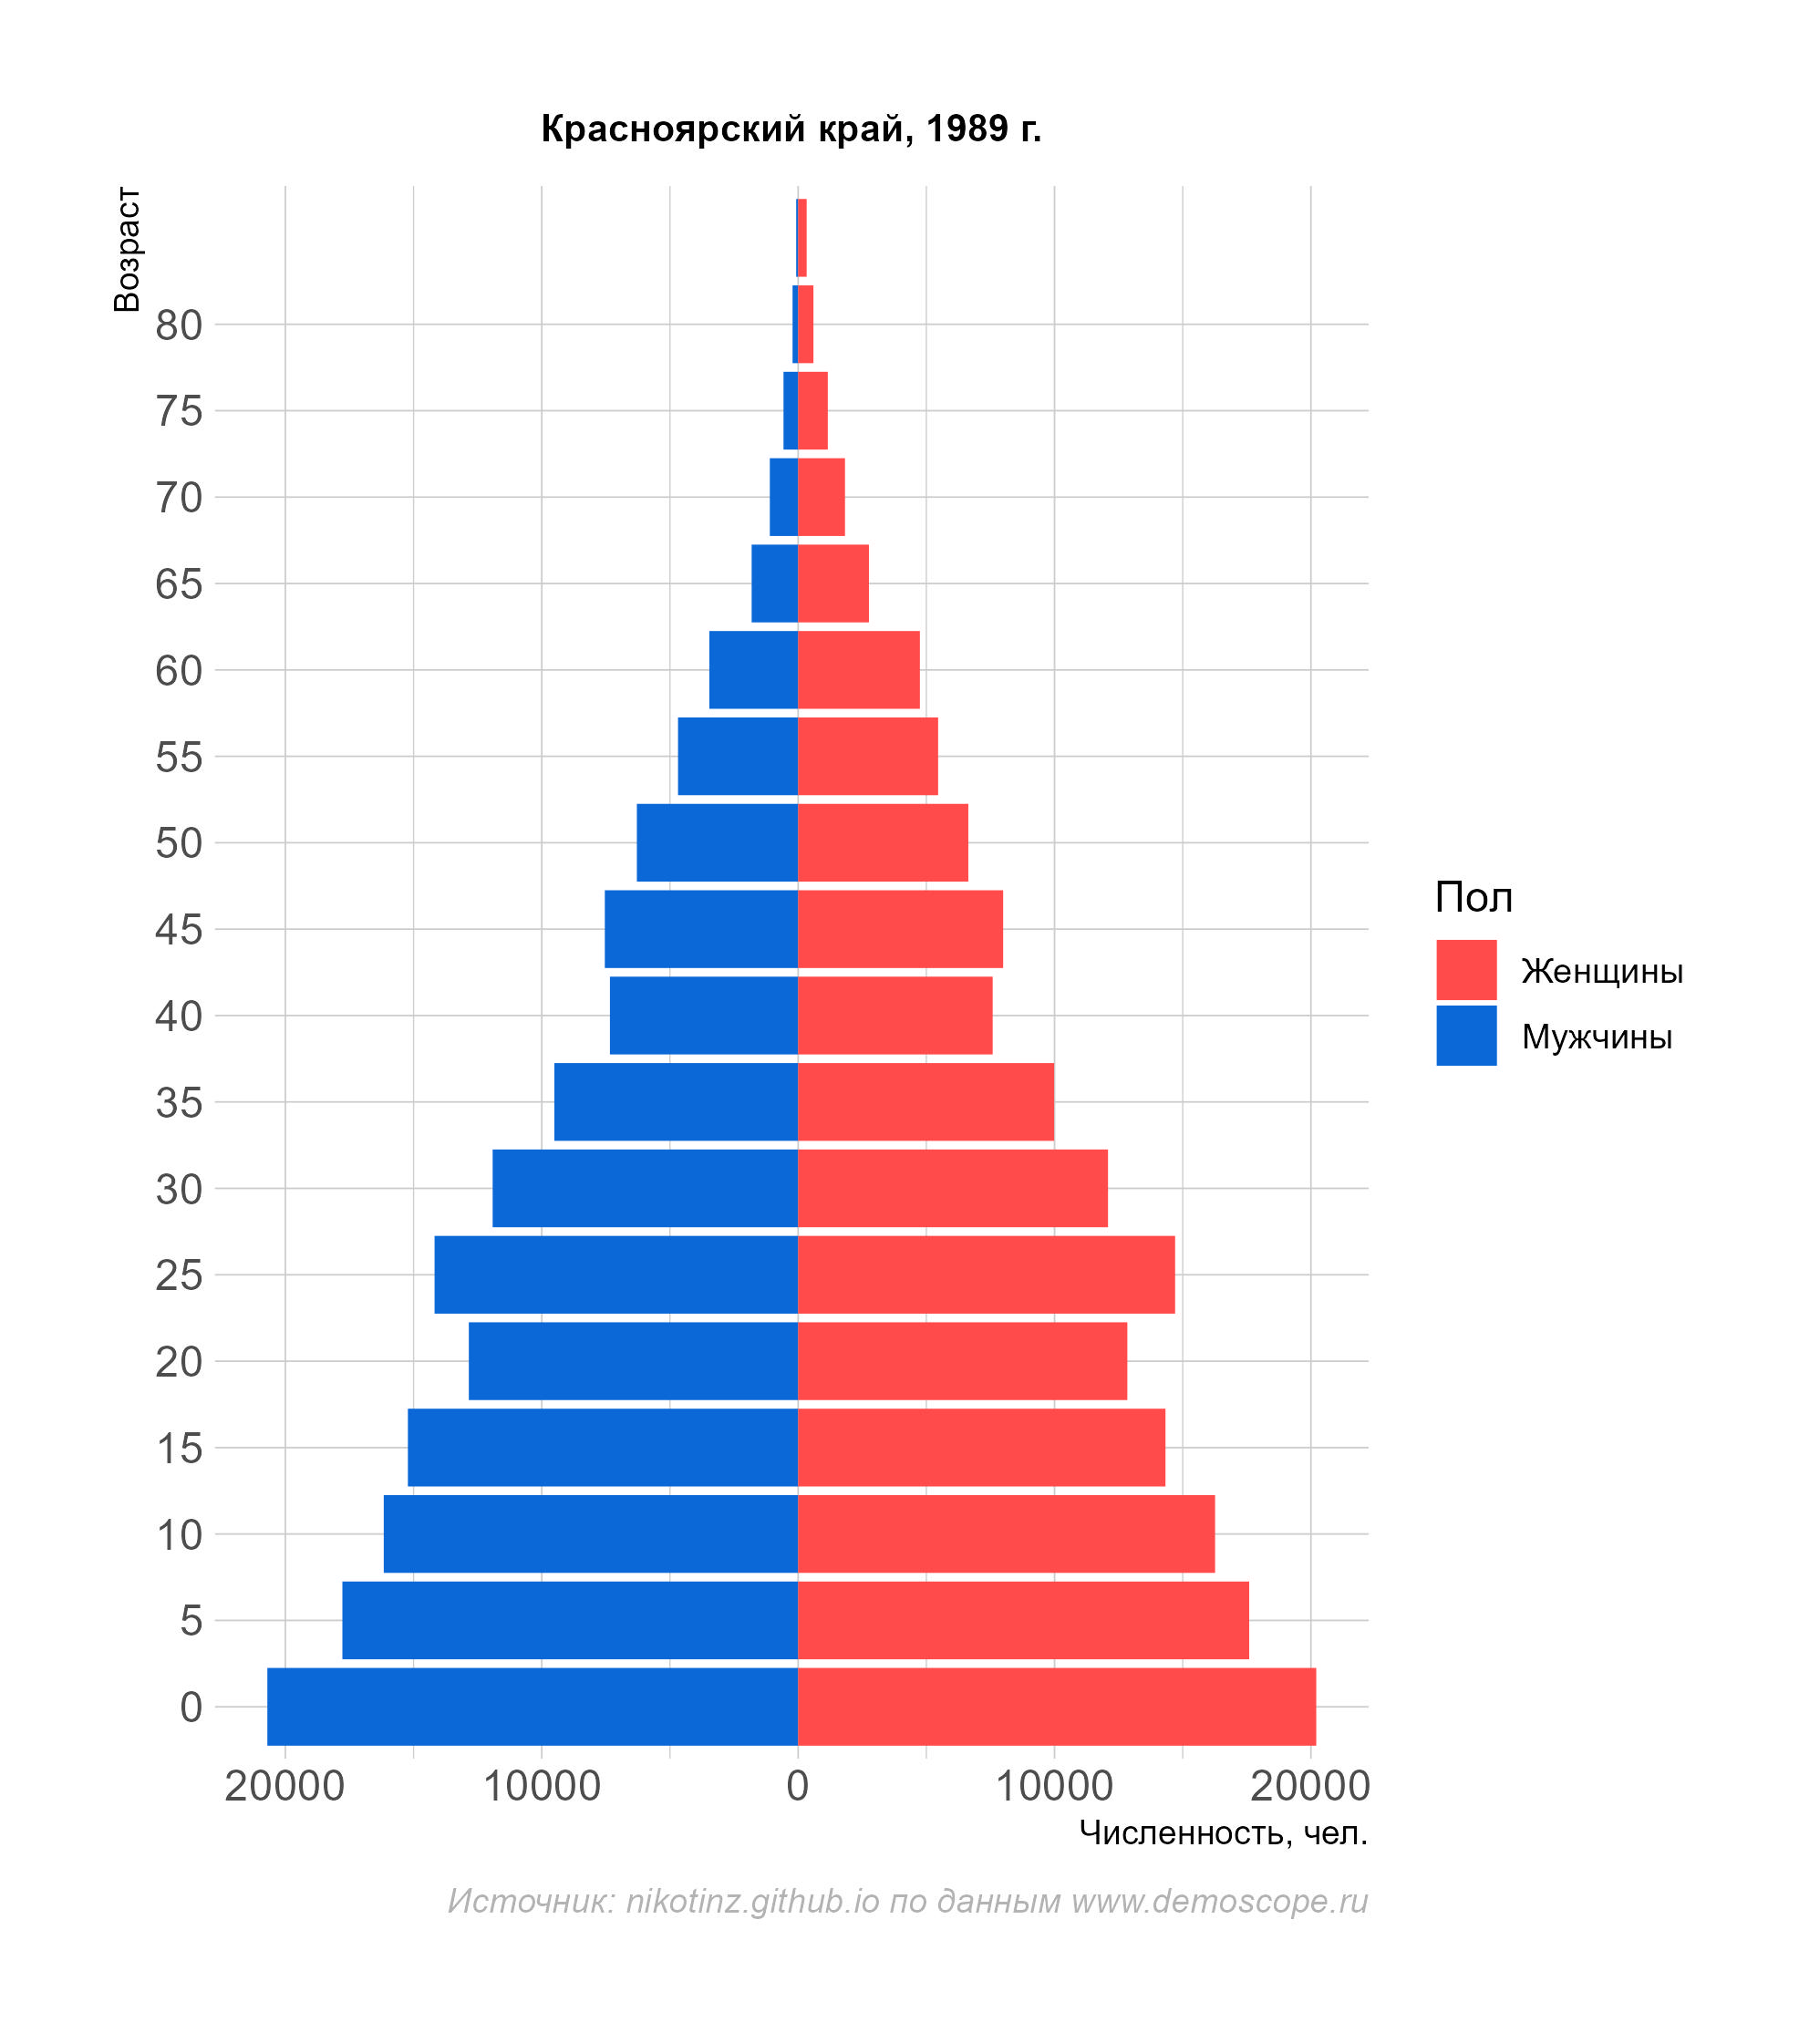 Красноярский край, 1989 г.
Возраст
80
75
70
65
60
55
50
45
40
35
30
25
20
15
10
5
0
20000 10000 0 10000 20000
Численность, чел.
Пол
Женщины
Мужчины
Источник: nikotinz.github.io по данным www.demoscope.ru